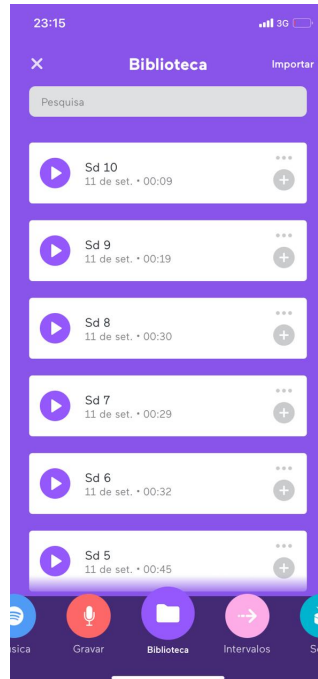 23:15
3G
Biblioteca
Importar
Pesquisa
Sd 10
11 de set. • 00:09
Sd 9
11 de set. • 00:19
Sd 8
11 de set. • 00:30
Sd 7
11 de set. • 00:29
Sd 6
11 de set. • 00:32
Sd 5
11 de set. • 00:45
sica
Gravar
Biblioteca
Intervalos